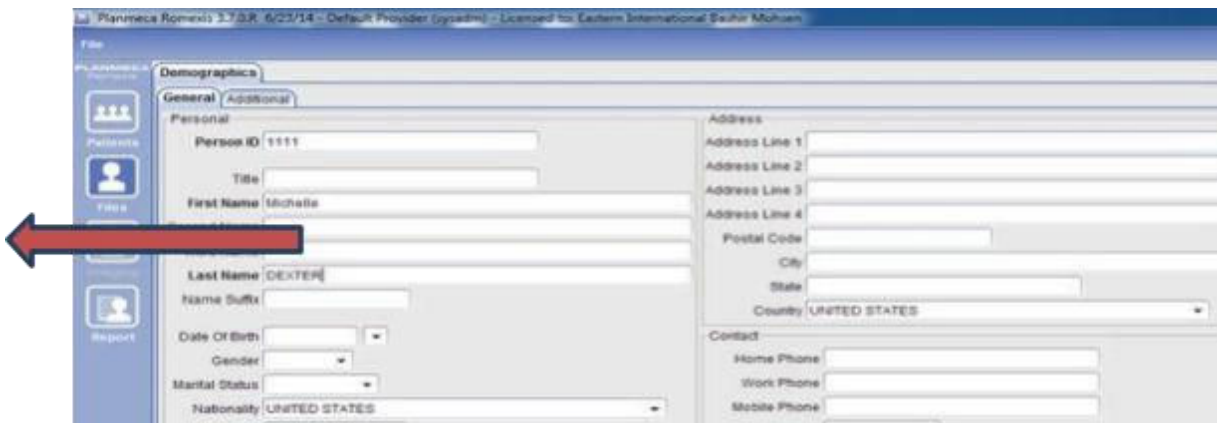 Planmeca Romexis 3.7.0.R 6/23/14 - Default Provider (sysadm) - Licensed to: Eastern International Bashir Mohsen
File
PLANMECA
Demographics
General Additional
Patients
Files
Report
Personal
Person ID 1111
Title
First Name Michelle
Last Name DEXTER
Name Suffix
Date Of Birth
Gender
Marital Status
Nationality UNITED STATES
Address
Address Line 1
Address Line 2
Address Line 3
Address Line 4
Postal Code
City
State
Country UNITED STATES
Contact
Home Phone
Work Phone
Mobile Phone